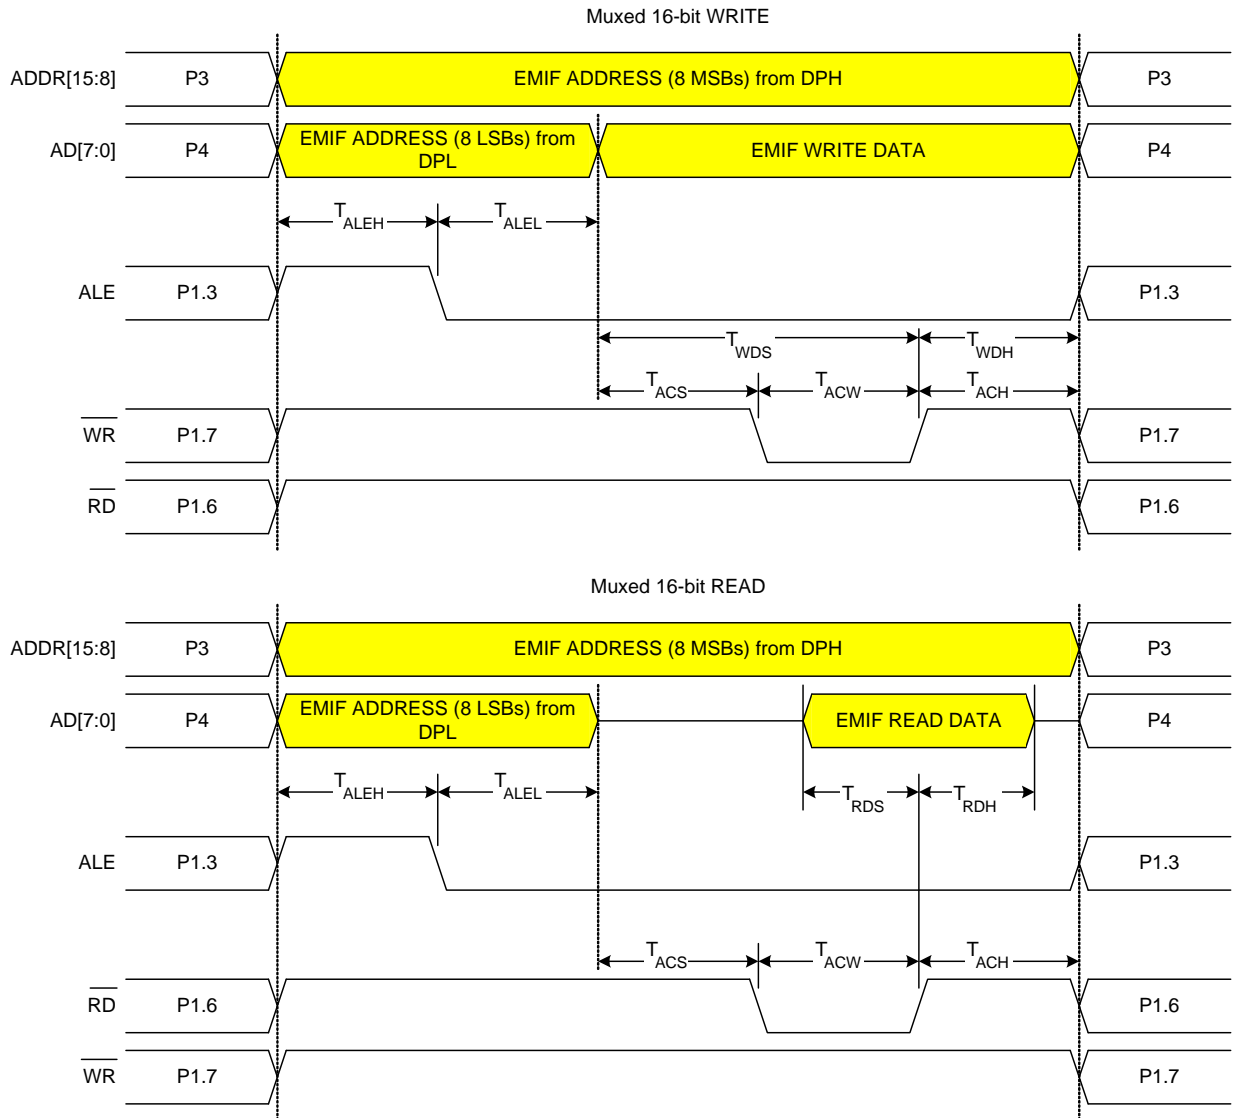 Muxed 16-bit WRITE
ADDR[15:8] P3 EMIF ADDRESS (8 MSBs) from DPH P3
AD[7:0] P4 EMIF ADDRESS (8 LSBs) from DPL EMIF WRITE DATA P4
TALEH TALEL
ALE P1.3 P1.3
TWDS TWDH
TACS TACW TACH
WR P1.7 P1.7
RD P1.6 P1.6
Muxed 16-bit READ
ADDR[15:8] P3 EMIF ADDRESS (8 MSBs) from DPH P3
AD[7:0] P4 EMIF ADDRESS (8 LSBs) from DPL EMIF READ DATA P4
TALEH TALEL TRDS TRDH
ALE P1.3 P1.3
TACS TACW TACH
RD P1.6 P1.6
WR P1.7 P1.7